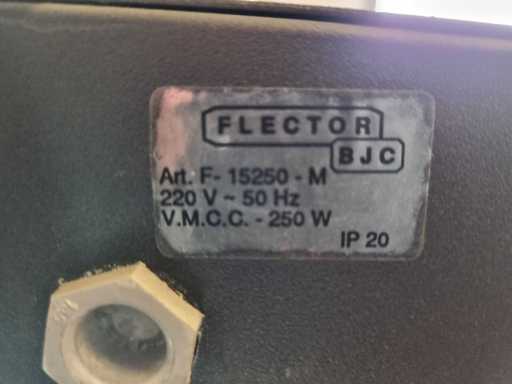 FLECTOR
BJC
Art. F-15250-M
220 V ~ 50 Hz
V.M.C.C. - 250 W
IP 20